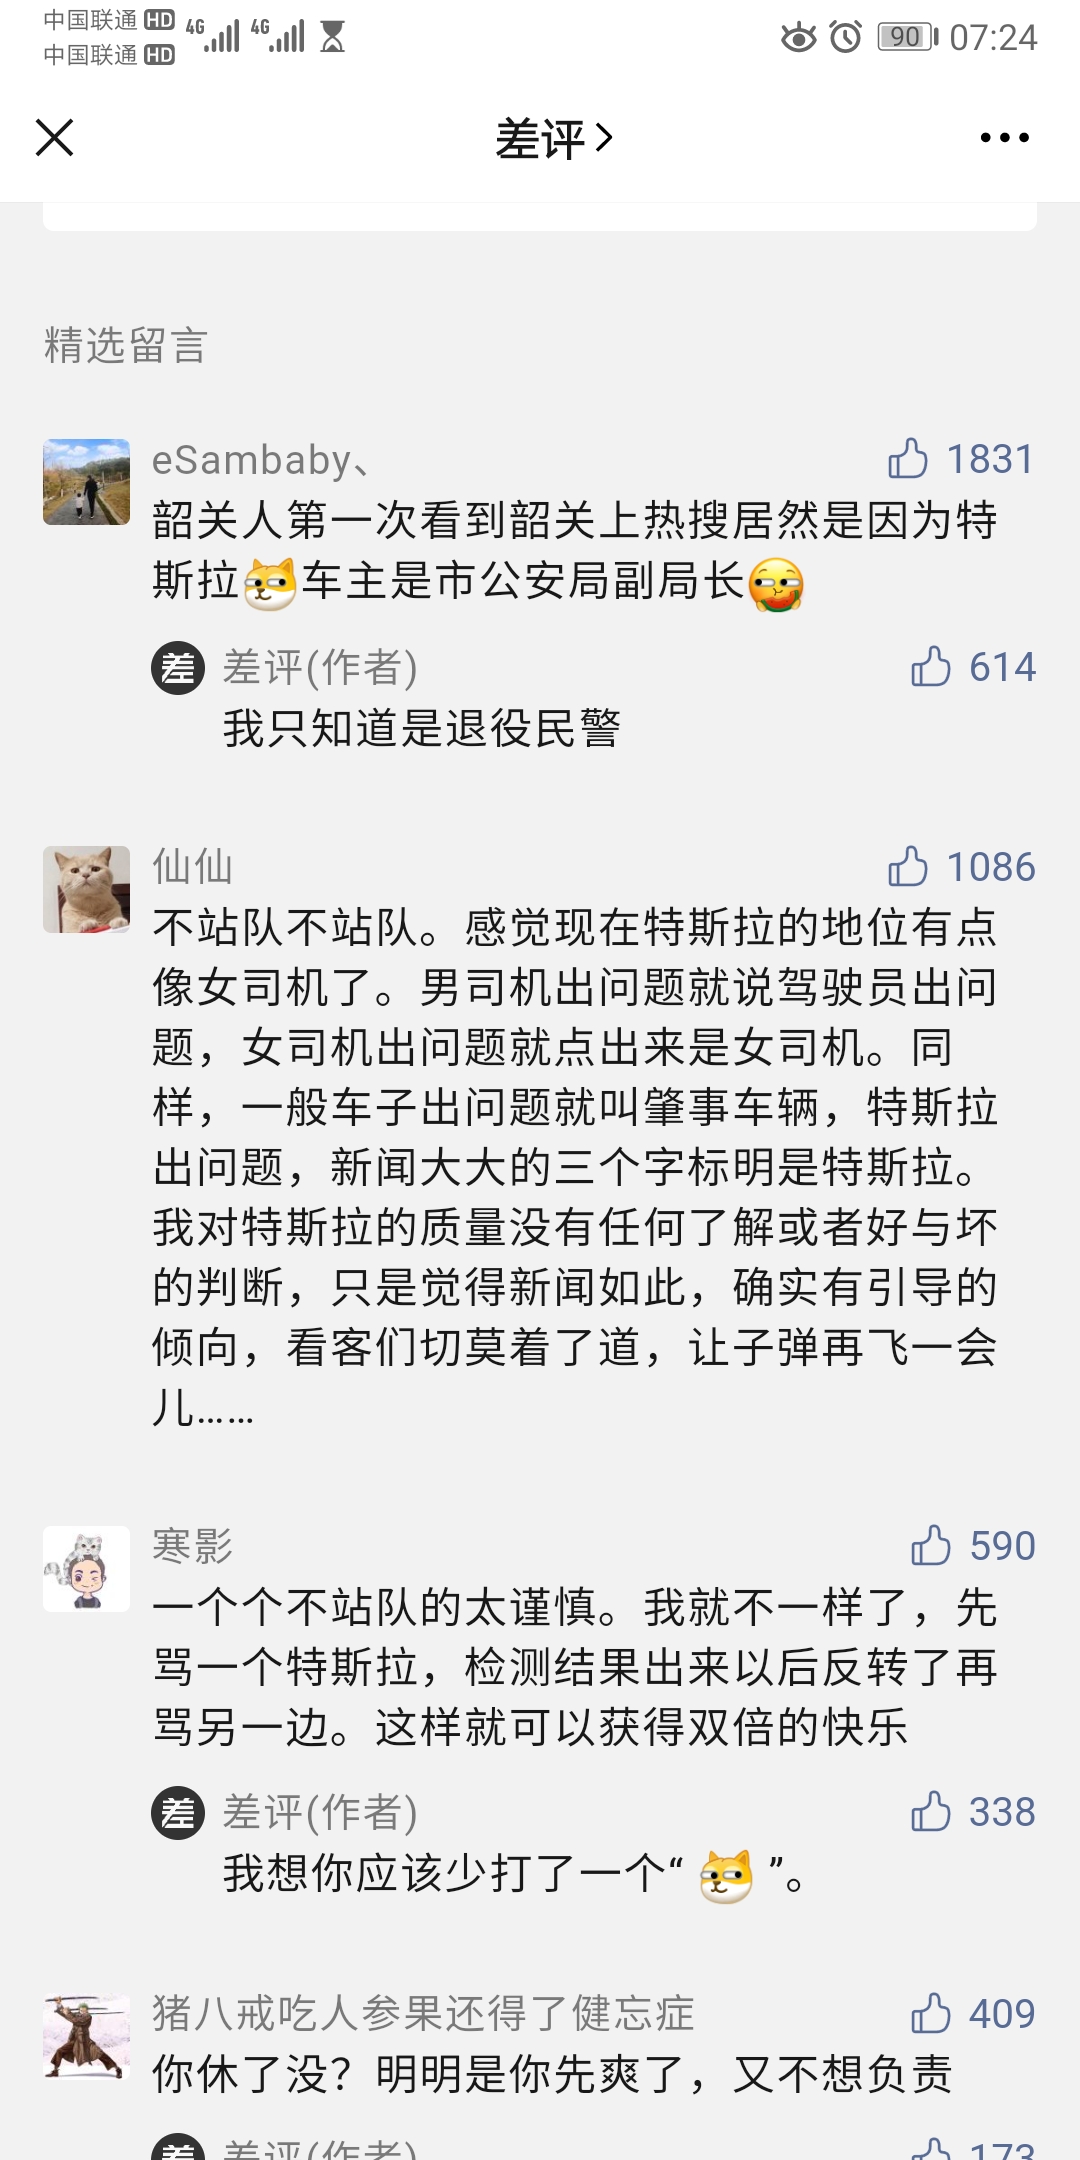 中国联通 HD 4G 4G 90 07:24
中国联通 HD
差评
精选留言
eSambaby、 1831
韶关人第一次看到韶关上热搜居然是因为特
斯拉车主是市公安局副局长
差 差评(作者) 614
我只知道是退役民警
仙仙 1086
不站队不站队。感觉现在特斯拉的地位有点
像女司机了。男司机出问题就说驾驶员出问
题，女司机出问题就点出来是女司机。同
样，一般车子出问题就叫肇事车辆，特斯拉
出问题，新闻大大的三个字标明是特斯拉。
我对特斯拉的质量没有任何了解或者好与坏
的判断，只是觉得新闻如此，确实有引导的
倾向，看客们切莫着了道，让子弹再飞一会
儿……
寒影 590
一个个不站队的太谨慎。我就不一样了，先
骂一个特斯拉，检测结果出来以后反转了再
骂另一边。这样就可以获得双倍的快乐
差 差评(作者) 338
我想你应该少打了一个“ ”。
猪八戒吃人参果还得了健忘症 409
你休了没？明明是你先爽了，又不想负责
差 差评(作者) 173